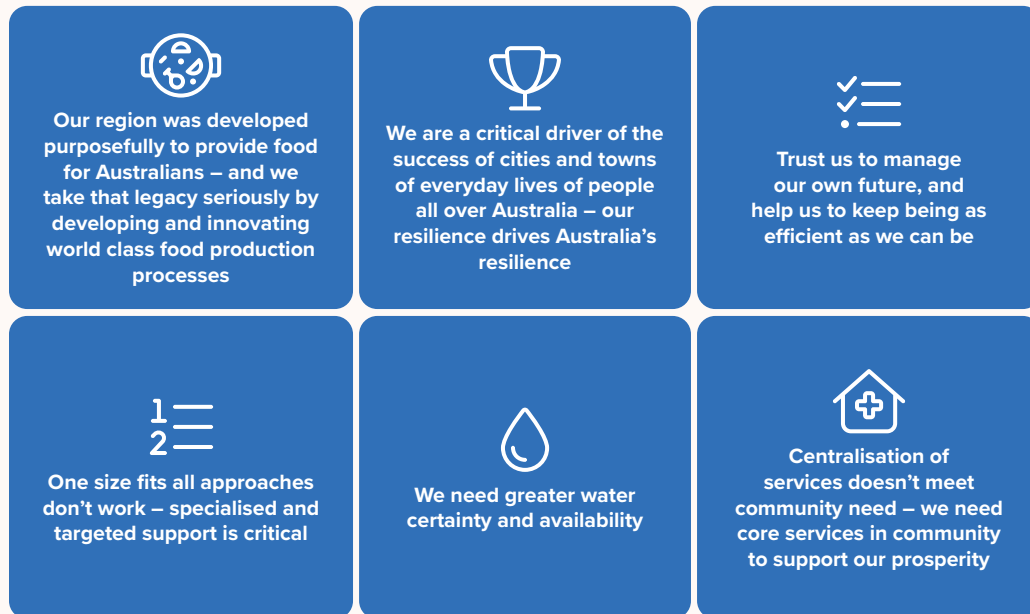 Our region was developed
purposefully to provide food
for Australians – and we
take that legacy seriously by
developing and innovating
world class food production
processes
We are a critical driver of the
success of cities and towns
of everyday lives of people
all over Australia – our
resilience drives Australia’s
resilience
Trust us to manage
our own future, and
help us to keep being as
efficient as we can be
1
2
One size fits all approaches
don’t work – specialised and
targeted support is critical
We need greater water
certainty and availability
Centralisation of
services doesn’t meet
community need – we need
core services in community
to support our prosperity